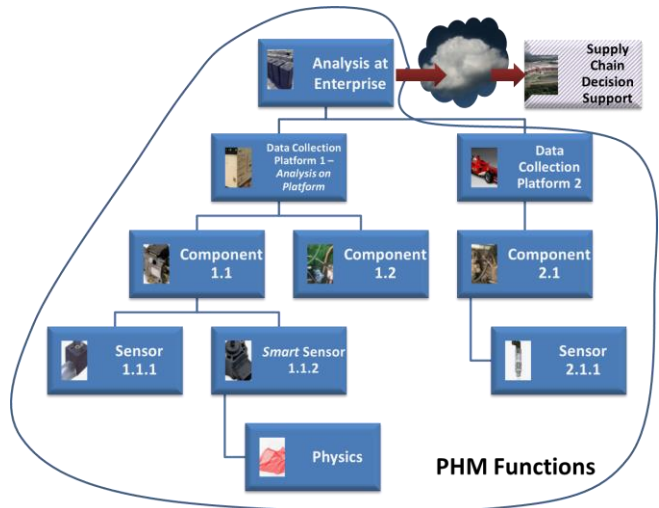 Analysis at
Enterprise
Supply
Chain
Decision
Support
Data Collection
Platform 1 –
Analysis on
Platform
Data
Collection
Platform 2
Component
1.1
Component
1.2
Component
2.1
Sensor
1.1.1
Smart Sensor
1.1.2
Sensor
2.1.1
Physics
PHM Functions